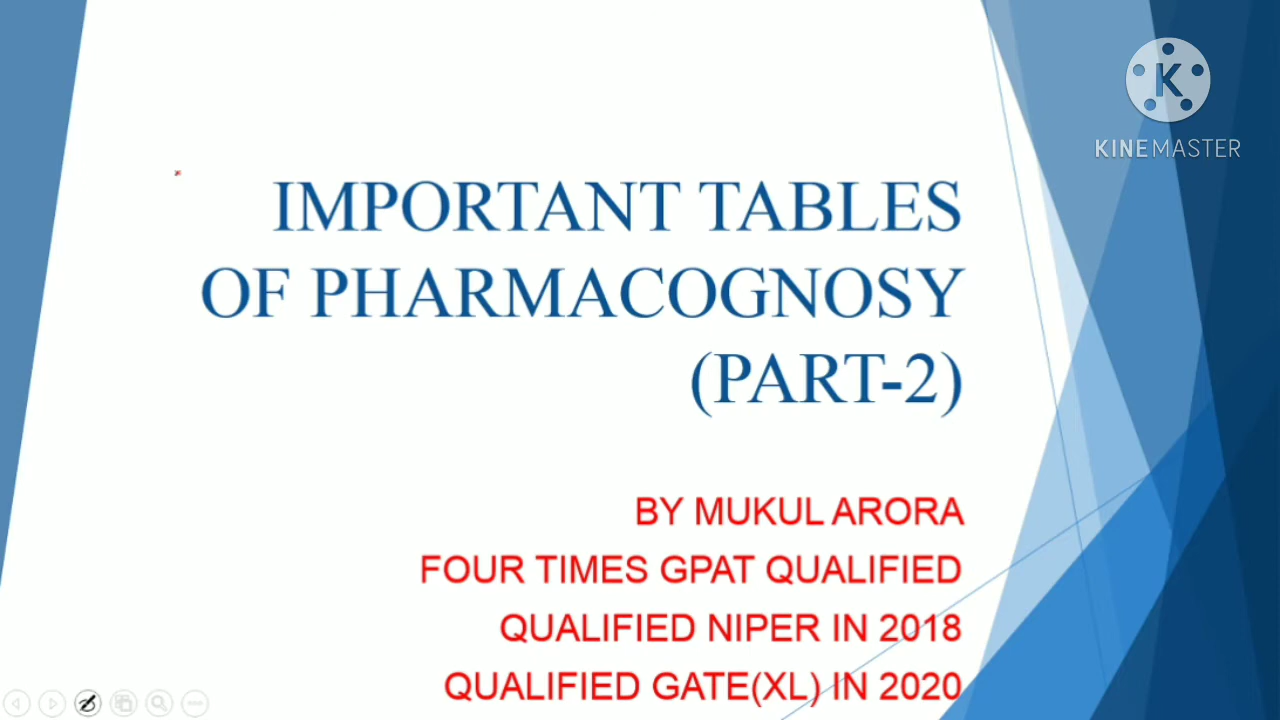 K
KINEMASTER
IMPORTANT TABLES
OF PHARMACOGNOSY
(PART-2)
BY MUKUL ARORA
FOUR TIMES GPAT QUALIFIED
QUALIFIED NIPER IN 2018
QUALIFIED GATE(XL) IN 2020